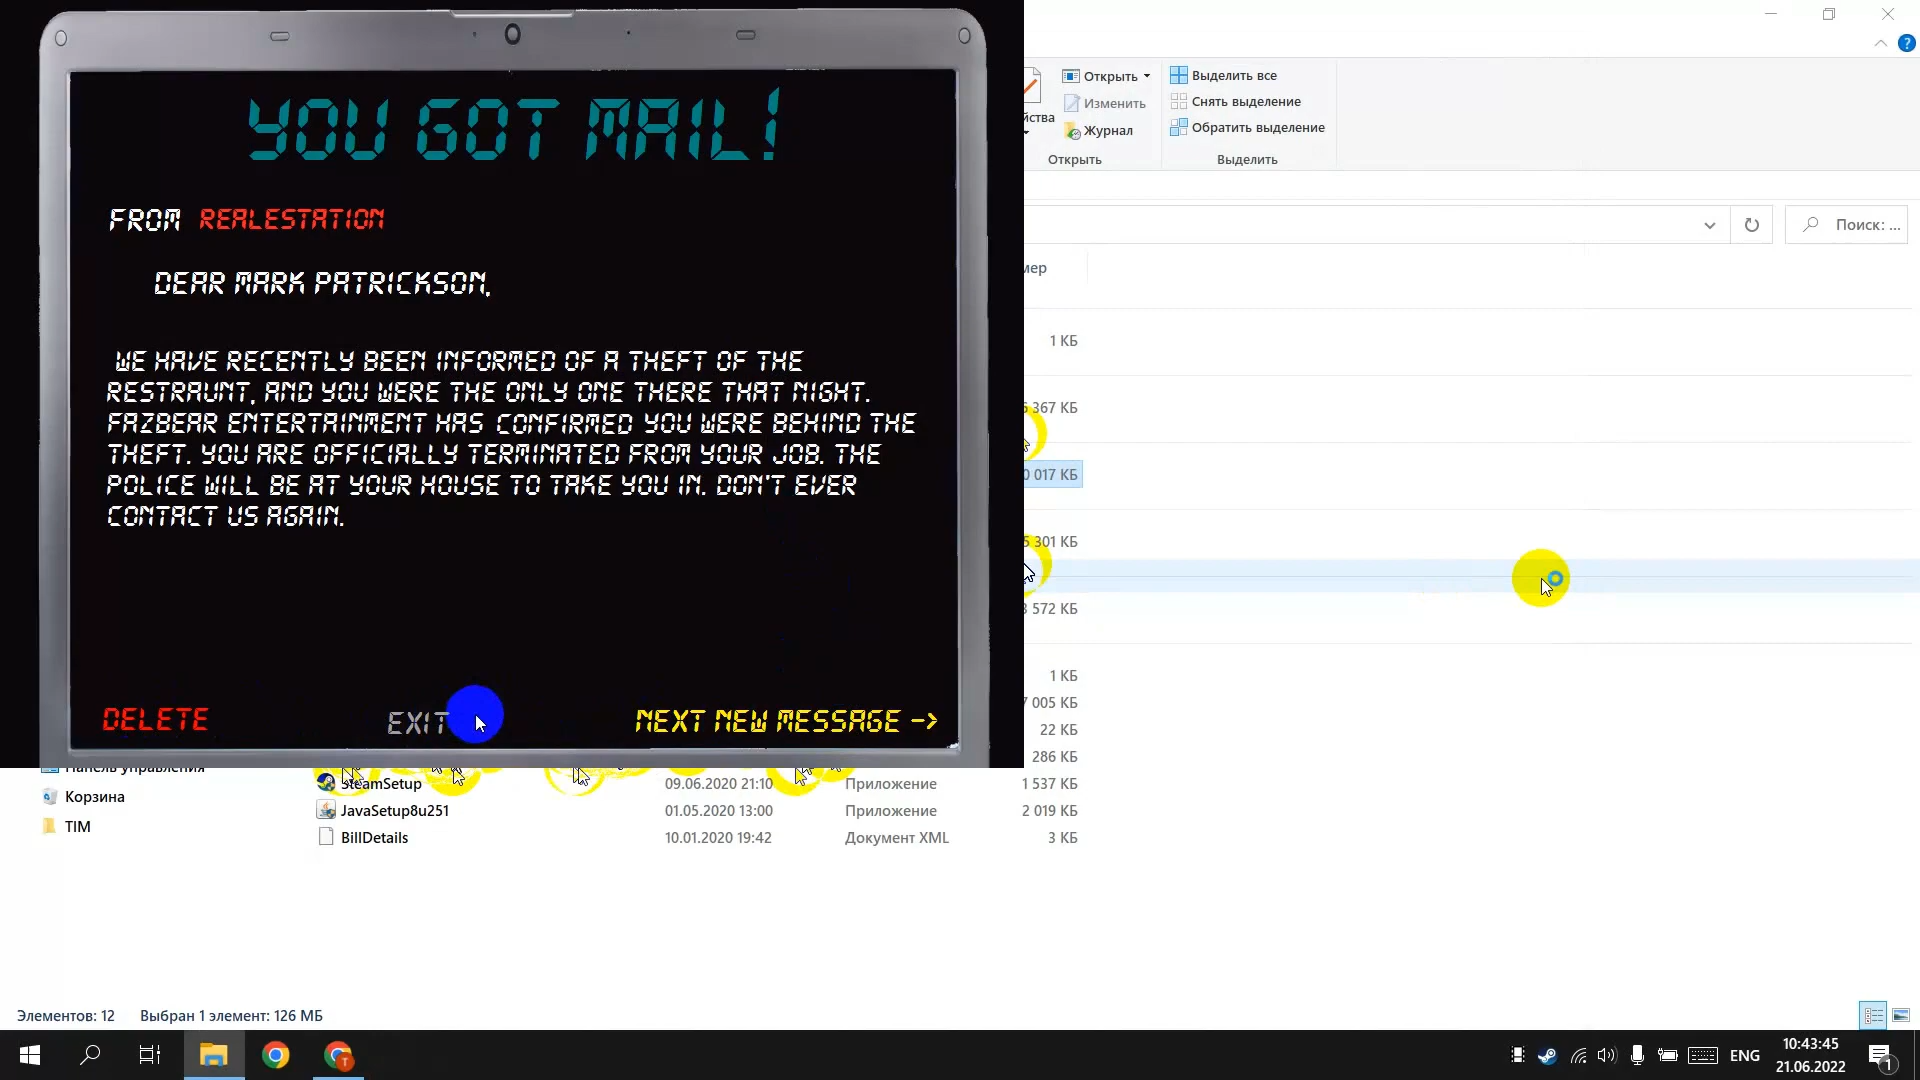 YOU GOT MAIL!
FROM REALESTATION
DEAR MARK PATRICKSON,
WE HAVE RECENTLY BEEN INFORMED OF A THEFT OF THE
RESTRAUNT, AND YOU WERE THE ONLY ONE THERE THAT NIGHT.
FAZBEAR ENTERTAINMENT HAS CONFIRMED YOU WERE BEHIND THE
THEFT. YOU ARE OFFICIALLY TERMINATED FROM YOUR JOB. THE
POLICE WILL BE AT YOUR HOUSE TO TAKE YOU IN. DON'T EVER
CONTACT US AGAIN.
DELETE EXIT NEXT NEW MESSAGE ->
Открыть
Изменить
Журнал
Открыть
Выделить все
Снять выделение
Обратить выделение
Выделить
Поиск: ...
1 КБ
367 КБ
017 КБ
301 КБ
572 КБ
1 КБ
005 КБ
22 КБ
286 КБ
Панель управления
SteamSetup 09.06.2020 21:10 Приложение 1 537 КБ
Корзина
JavaSetup8u251 01.05.2020 13:00 Приложение 2 019 КБ
TIM
BillDetails 10.01.2020 19:42 Документ XML 3 КБ
Элементов: 12 Выбран 1 элемент: 126 МБ
ENG
10:43:45
21.06.2022
1